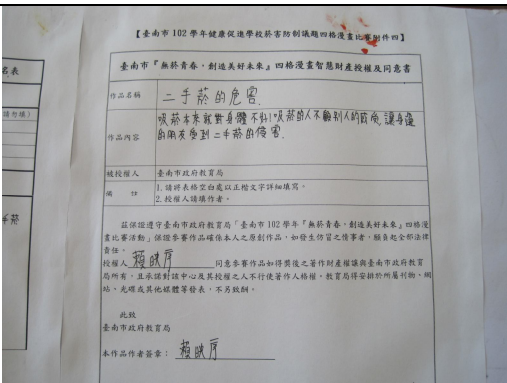 【臺南市 102 學年健康促進學校菸害防制議題四格漫畫比賽附件四】
臺南市『無菸青春，創造美好未來』四格漫畫智慧財產授權及同意書
名表
請勿填）
手菸
作品名稱
二手菸的危害.
作品內容
吸菸本來就對身體不好!吸菸的人不顧別人的感受,讓身邊
的朋友受到二手菸的侵害.
被授權人
臺南市政府教育局
備 註
1.請將表格空白處以正楷文字詳細填寫。
2.授權人請填作者。
茲保證遵守臺南市政府教育局「臺南市 102 學年『無菸青春，創造美好未來』四格漫
畫比賽活動」保證參賽作品確係本人之原創作品，如發生仿冒之情事者，願負起全部法律
責任。
授權人 賴 序 同意參賽作品如得獎後之著作財產權讓與臺南市政府教育
局所有，且承諾對該中心及其授權之人不行使著作人格權。教育局得安排於所屬刊物、網
站、光碟或其他媒體等發表，不另致酬。
此致
臺南市政府教育局
本作品作者簽章： 賴 序